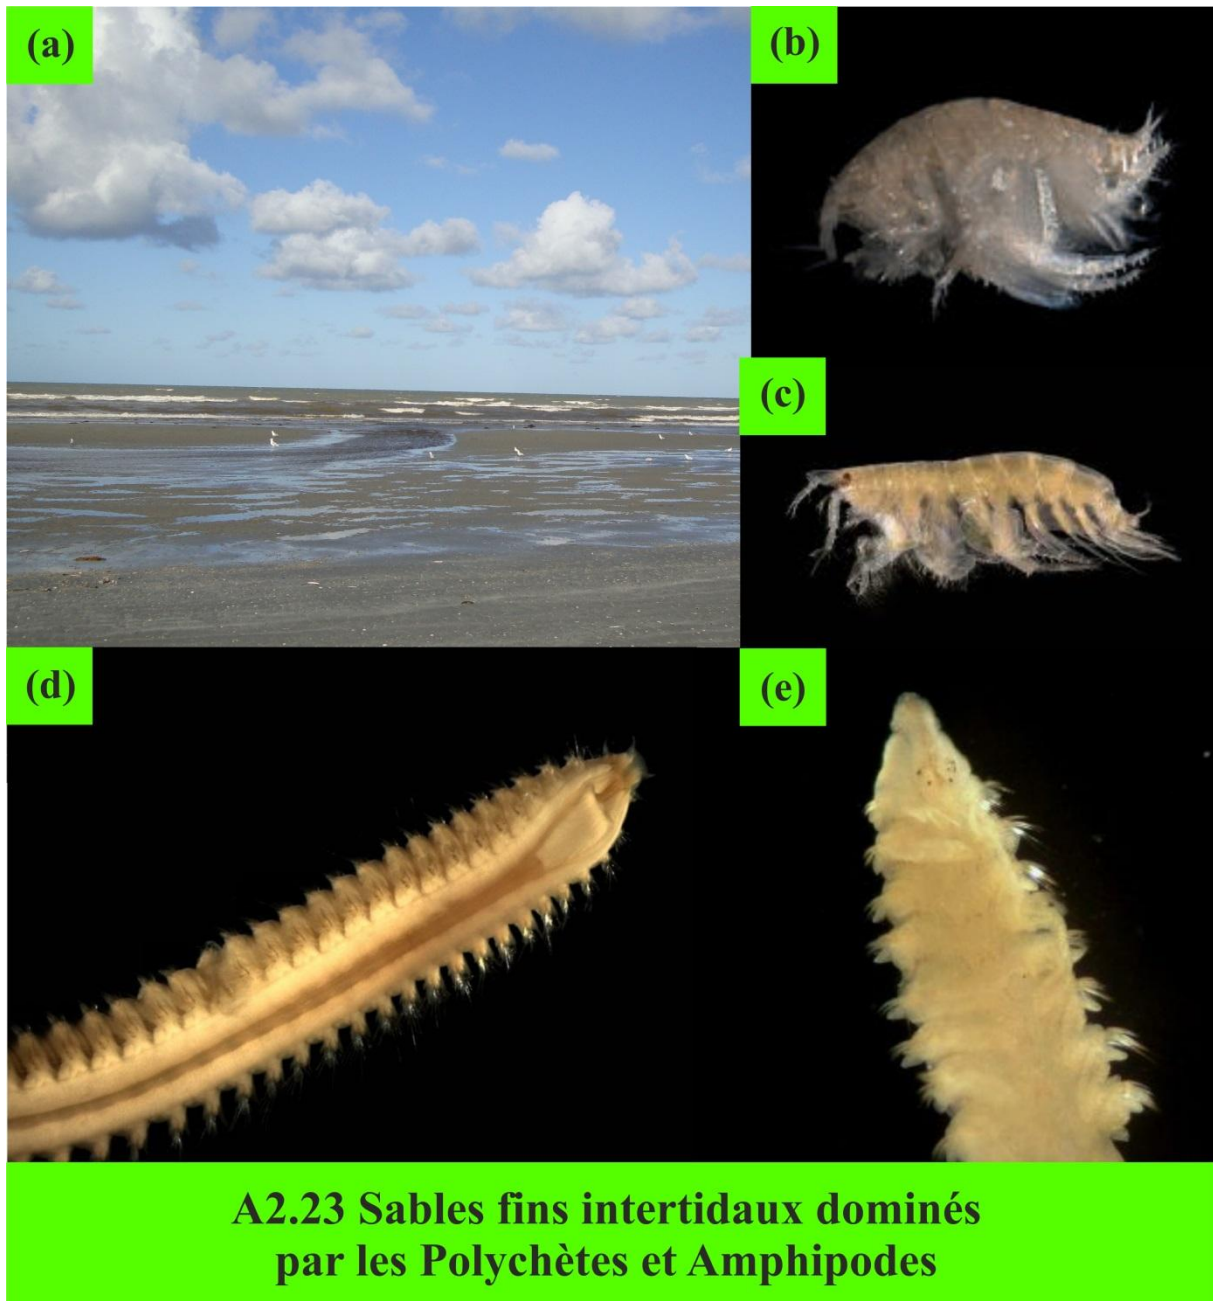 (a)
(b)
(c)
(d)
(e)
A2.23 Sables fins intertidaux dominés
par les Polychètes et Amphipodes